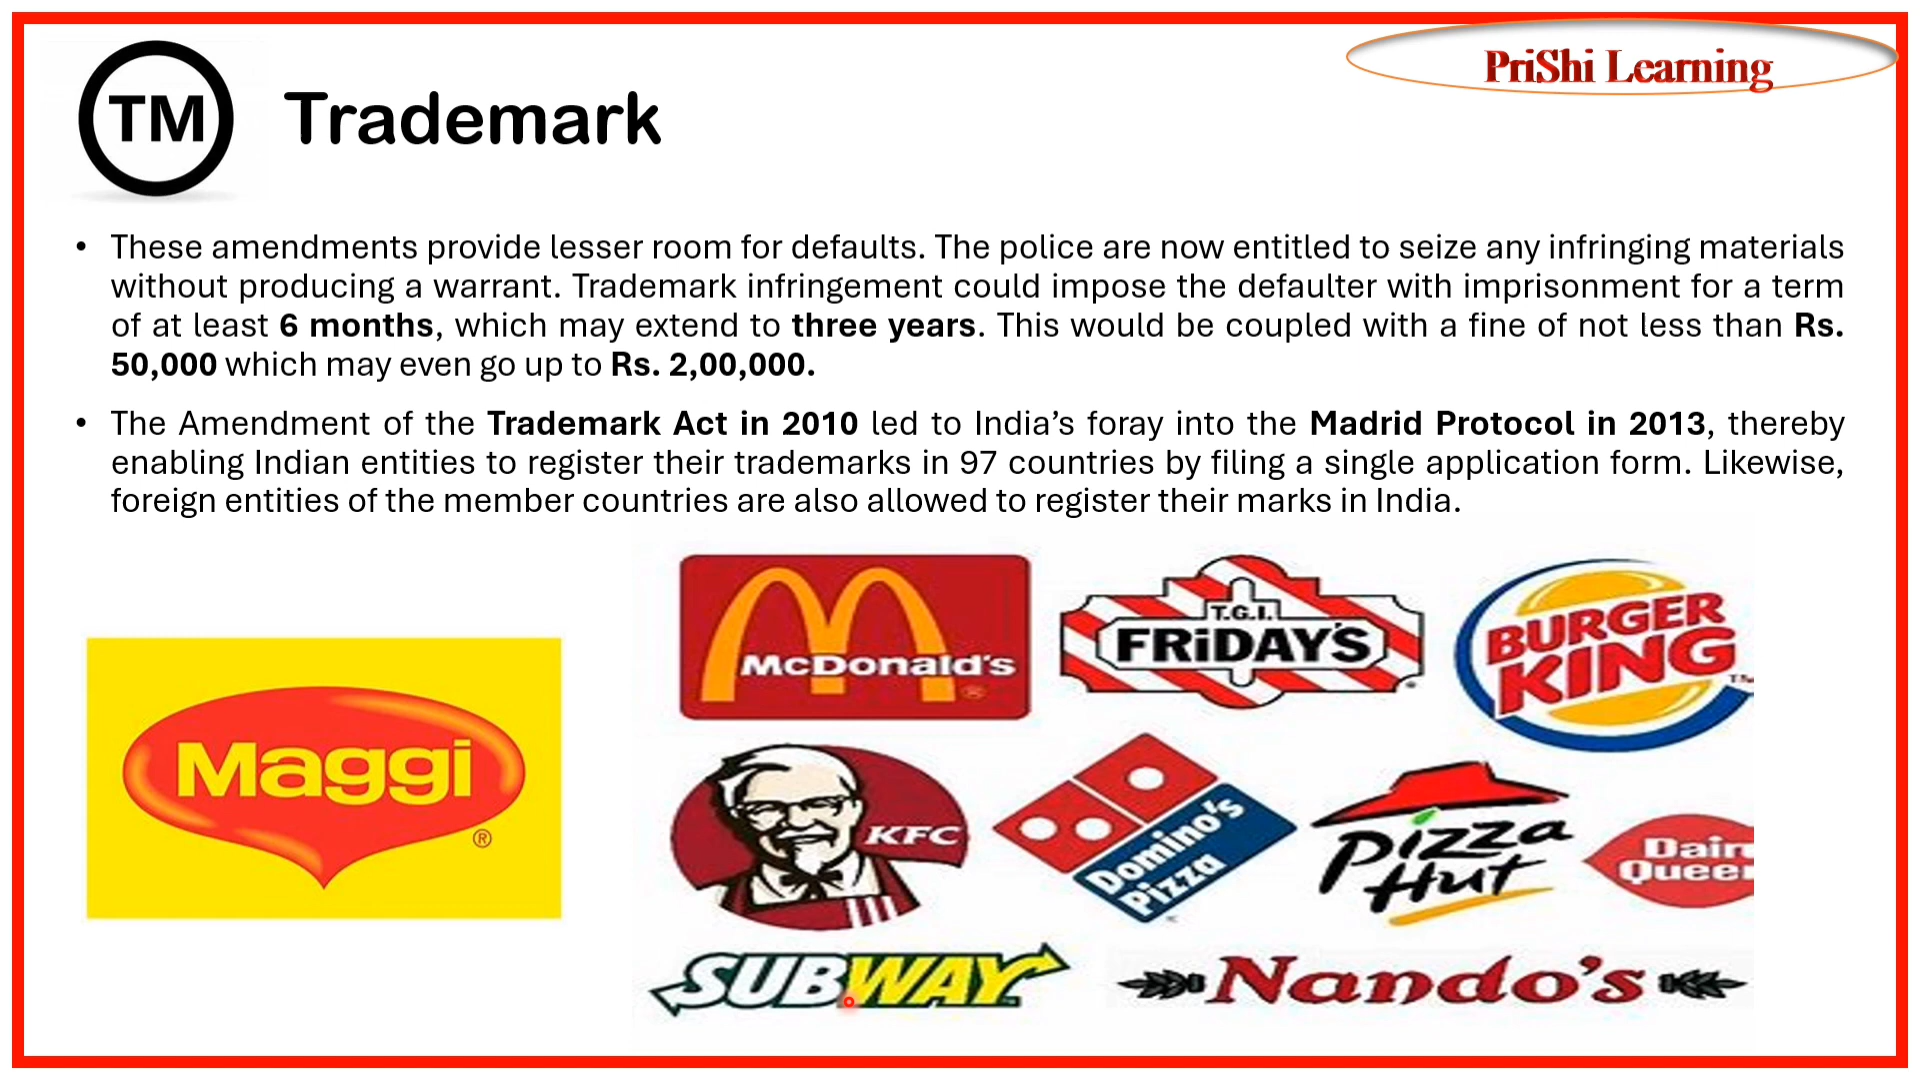 TM
Trademark
PriShi Learning
• These amendments provide lesser room for defaults. The police are now entitled to seize any infringing materials
without producing a warrant. Trademark infringement could impose the defaulter with imprisonment for a term
of at least 6 months, which may extend to three years. This would be coupled with a fine of not less than Rs.
50,000 which may even go up to Rs. 2,00,000.
• The Amendment of the Trademark Act in 2010 led to India’s foray into the Madrid Protocol in 2013, thereby
enabling Indian entities to register their trademarks in 97 countries by filing a single application form. Likewise,
foreign entities of the member countries are also allowed to register their marks in India.
Maggi
®
McDonald's
®
T.G.I.
FRiDAY'S
BURGER
KING
TM
KFC
Domino's
Pizza
Pizza
Hut
Dair
Quee
SUBWAY
Nando's